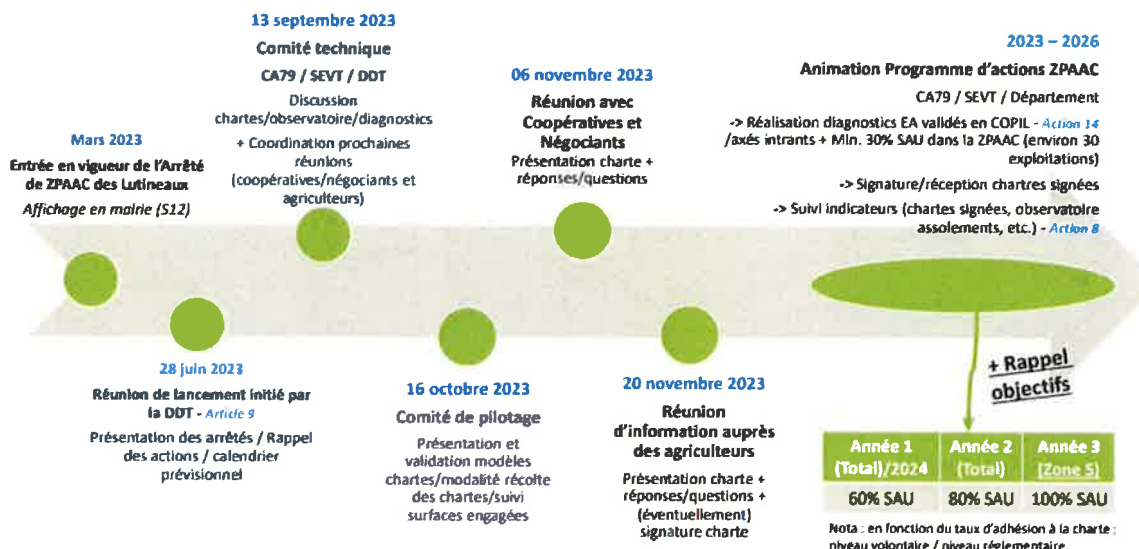 Mars 2023
Entrée en vigueur de l'Arrêté
de ZPAAC des Lutineaux
Affichage en mairie (S12)
28 juin 2023
Réunion de lancement initié par
la DDT - Article 9
Présentation des arrêtés / Rappel
des actions / calendrier
prévisionnel
13 septembre 2023
Comité technique
CA79 / SEVT / DDT
Discussion
chartes/observatoire/diagnostics
+ Coordination prochaines
réunions
(coopératives/négociants et
agriculteurs)
16 octobre 2023
Comité de pilotage
Présentation et
validation modèles
chartes/modalité récolte
des chartes/suivi
surfaces engagées
06 novembre 2023
Réunion avec
Coopératives et
Négociants
Présentation charte +
réponses/questions
20 novembre 2023
Réunion
d'information auprès
des agriculteurs
Présentation charte +
réponses/questions +
(éventuellement)
signature charte
2023 – 2026
Animation Programme d'actions ZPAAC
CA79 / SEVT / Département
-> Réalisation diagnostics EA validés en COPIL - Action 14
/axés intrants + Min. 30% SAU dans la ZPAAC (environ 30
exploitations)
-> Signature/réception chartres signées
-> Suivi indicateurs (chartes signées, observatoire
assolements, etc.) - Action 8
+ Rappel
objectifs
Année 1 Année 2 Année 3
(Total)/2024 (Total) (Zone S)
60% SAU 80% SAU 100% SAU
Nota : en fonction du taux d'adhésion à la charte :
niveau volontaire / niveau réglementaire